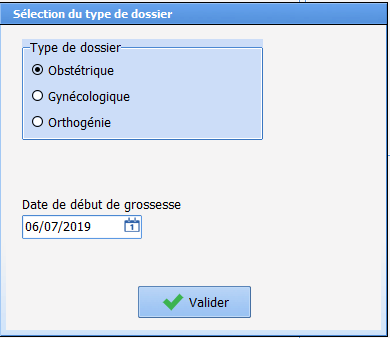 Sélection du type de dossier
Type de dossier
Obstétrique
Gynécologique
Orthogénie
Date de début de grossesse
06/07/2019
1
Valider